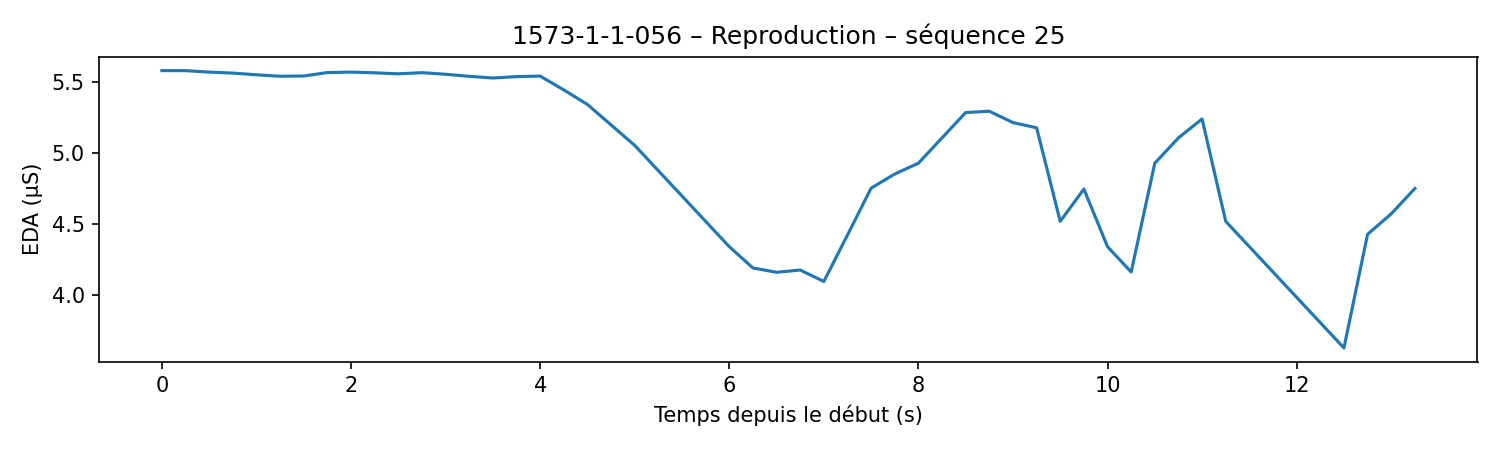 1573-1-1-056 – Reproduction – séquence 25
EDA (µS)
5.5
5.0
4.5
4.0
0 2 4 6 8 10 12
Temps depuis le début (s)